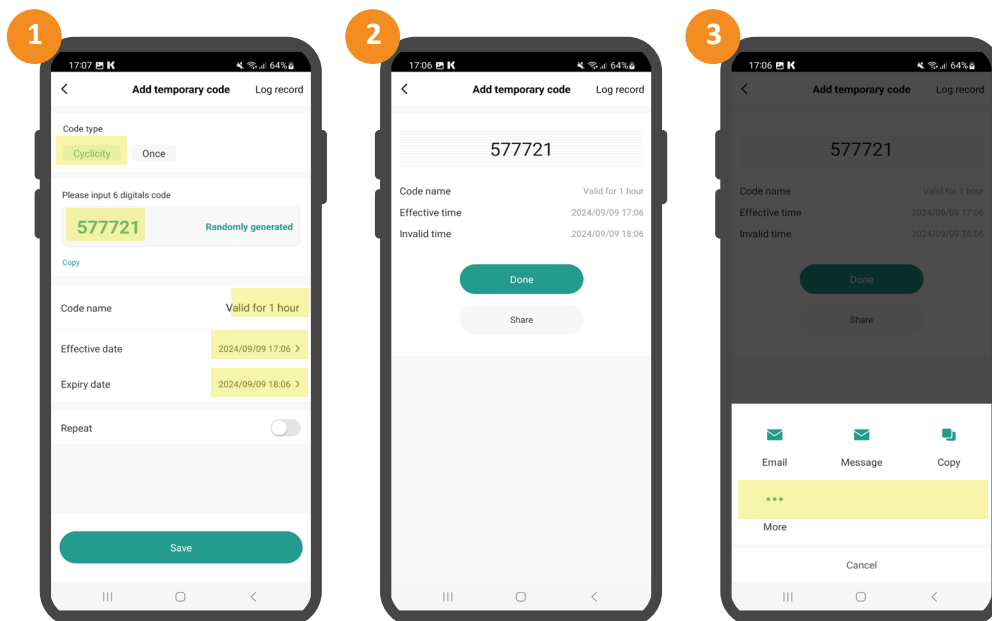 1
17:07 K 64%
Add temporary code Log record
Code type
Cyclicity Once
Please input 6 digitals code
577721 Randomly generated
Copy
Code name Valid for 1 hour
Effective date 2024/09/09 17:06 >
Expiry date 2024/09/09 18:06 >
Repeat
Save
2
17:06 K 64%
Add temporary code Log record
577721
Code name Valid for 1 hour
Effective time 2024/09/09 17:06
Invalid time 2024/09/09 18:06
Done
Share
3
17:06 K 64%
Add temporary code Log record
577721
Code name Valid for 1 hour
Effective time 2024/09/09 17:06
Invalid time 2024/09/09 18:06
Done
Share
Email Message Copy
More
Cancel